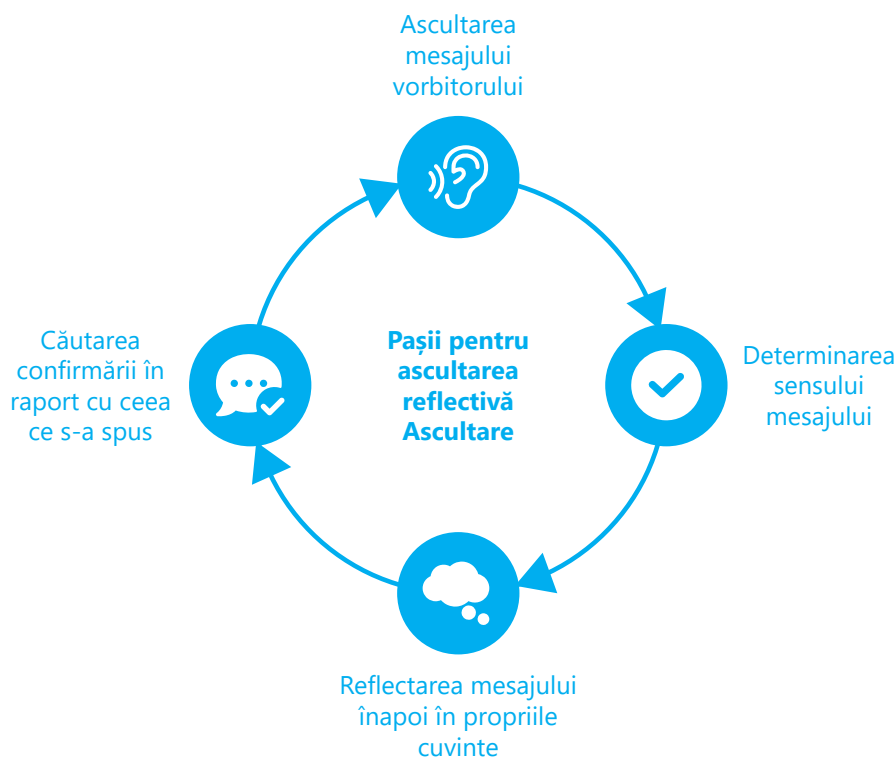 Ascultarea
mesajului
vorbitorului
Pașii pentru
ascultarea
reflectivă
Ascultare
Determinarea
sensului
mesajului
Reflectarea mesajului
înapoi în propriile
cuvinte
Căutarea
confirmării în
raport cu ceea
ce s-a spus